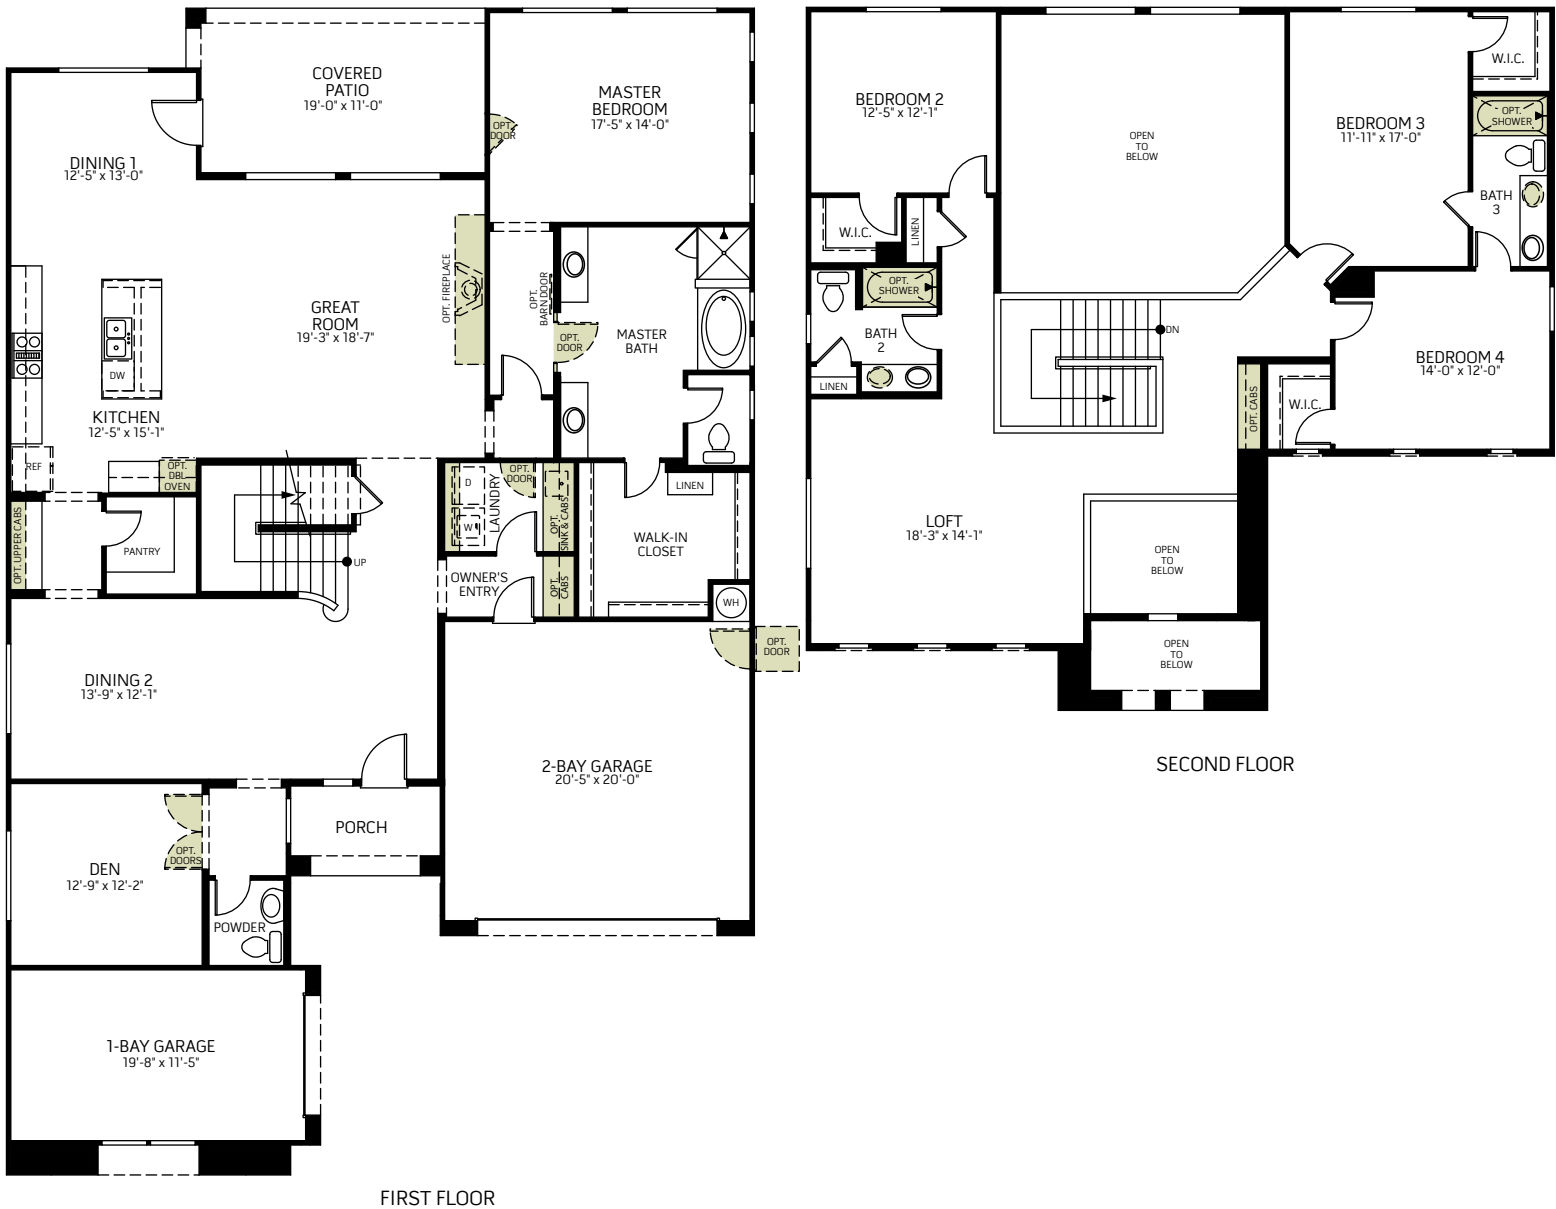 COVERED
PATIO
19'-0" x 11'-0"
MASTER
BEDROOM
17'-5" x 14'-0"
OPT.
DOOR
DINING 1
12'-5" x 13'-0"
OPT. FIREPLACE
OPT.
BARN DOOR
GREAT
ROOM
19'-3" x 18'-7"
OPT.
DOOR
MASTER
BATH
DW
KITCHEN
12'-5" x 15'-1"
REF
OPT.
DBL
OVEN
OPT. UPPER CABS
PANTRY
UP
D
W
LAUNDRY
OPT.
DOOR
OPT.
SINK & CABS
LINEN
WALK-IN
CLOSET
OWNER'S
ENTRY
OPT.
CABS
WH
OPT.
DOOR
DINING 2
13'-9" x 12'-1"
2-BAY GARAGE
20'-5" x 20'-0"
PORCH
OPT.
DOORS
DEN
12'-9" x 12'-2"
POWDER
1-BAY GARAGE
19'-8" x 11'-5"
FIRST FLOOR
BEDROOM 2
12'-5" x 12'-1"
OPEN
TO
BELOW
BEDROOM 3
11'-11" x 17'-0"
W.I.C.
OPT.
SHOWER
BATH
3
W.I.C.
LINEN
OPT.
SHOWER
BATH
2
LINEN
DN
BEDROOM 4
14'-0" x 12'-0"
OPT. CABS
W.I.C.
LOFT
18'-3" x 14'-1"
OPEN
TO
BELOW
OPEN
TO
BELOW
SECOND FLOOR